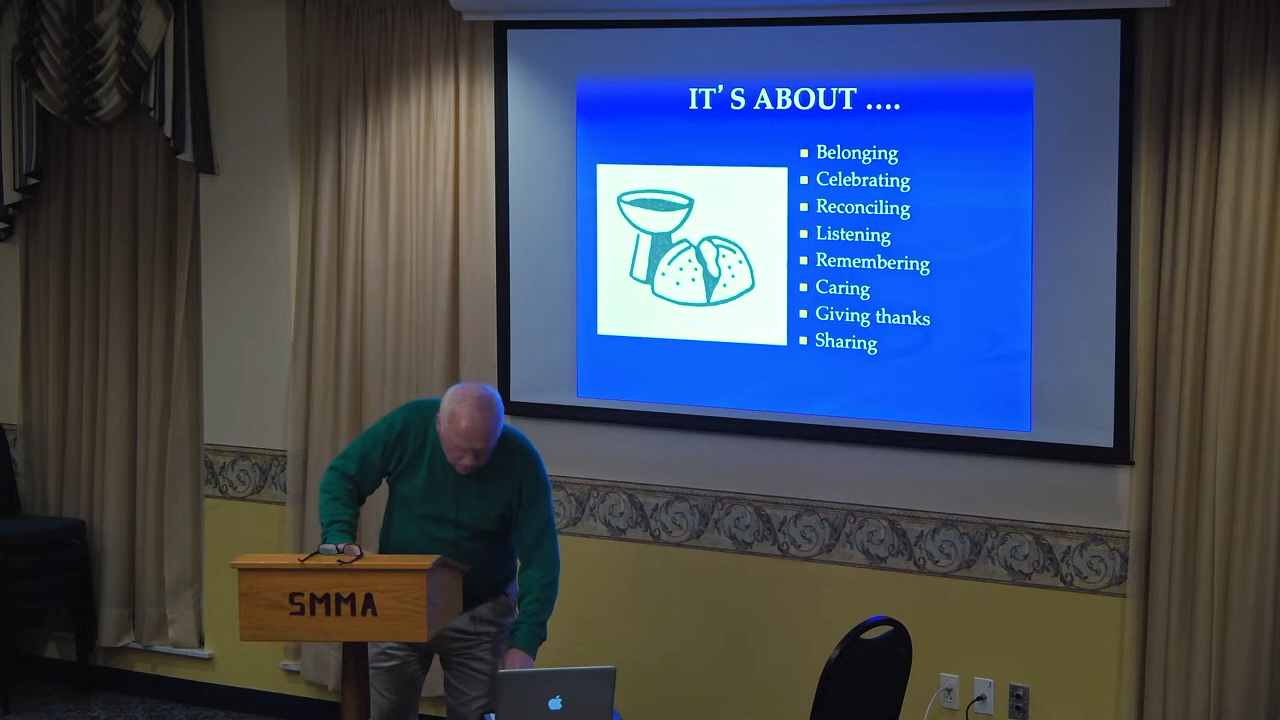 IT'S ABOUT ....
Belonging
Celebrating
Reconciling
Listening
Remembering
Caring
Giving thanks
Sharing
SMMA